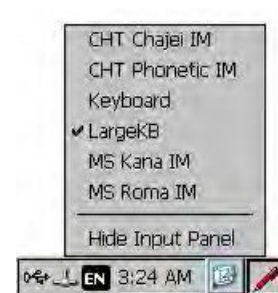 CHT Chajei IM
CHT Phonetic IM
Keyboard
LargeKB
MS Kana IM
MS Roma IM
Hide Input Panel
EN 3:24 AM